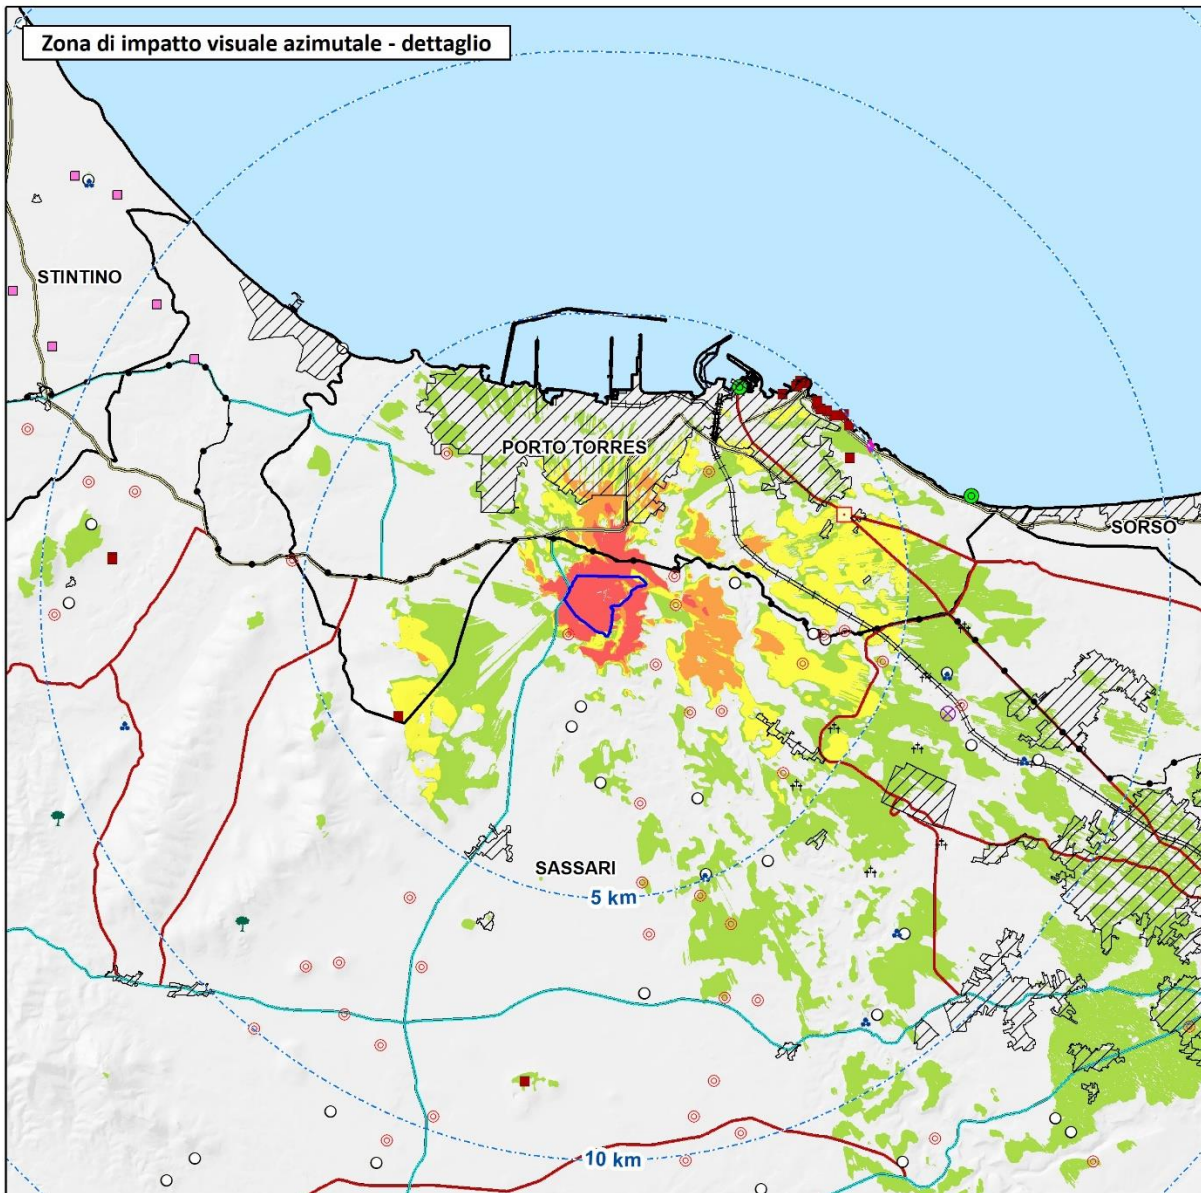 Zona di impatto visuale azimutale - dettaglio
STINTINO
PORTO TORRES
SORSO
SASSARI
5 km
10 km